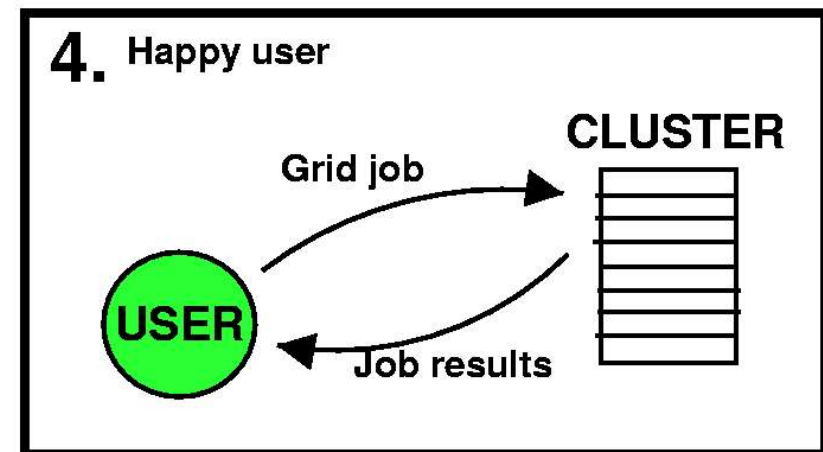 4. Happy user
CLUSTER
Grid job
USER
Job results